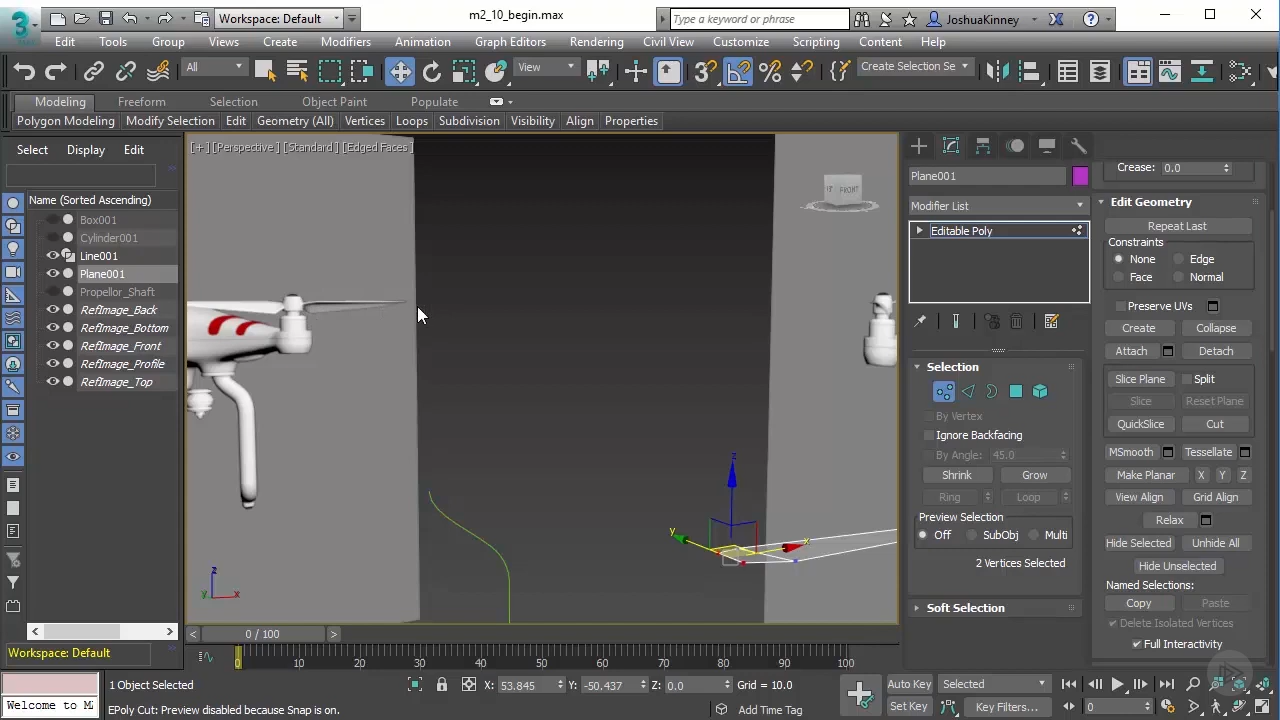 3
Workspace: Default
m2_10_begin.max
Type a keyword or phrase
JoshuaKinney
Edit Tools Group Views Create Modifiers Animation Graph Editors Rendering Civil View Customize Scripting Content Help
All
View
3
Create Selection Se
Modeling Freeform Selection Object Paint Populate
Polygon Modeling Modify Selection Edit Geometry (All) Vertices Loops Subdivision Visibility Align Properties
Select Display Edit
Name (Sorted Ascending)
Box001
Cylinder001
Line001
Plane001
Propellor_Shaft
RefImage_Back
RefImage_Bottom
RefImage_Front
RefImage_Profile
RefImage_Top
[+] [Perspective] [Standard] [Edged Faces]
FRONT
z
y
x
z
y
x
Plane001
Modifier List
Editable Poly
Selection
By Vertex
Ignore Backfacing
By Angle: 45.0
Shrink Grow
Ring Loop
Preview Selection
Off SubObj Multi
2 Vertices Selected
Soft Selection
Crease: 0.0
Edit Geometry
Repeat Last
Constraints
None Edge
Face Normal
Preserve UVs
Create Collapse
Attach Detach
Slice Plane Split
Slice Reset Plane
QuickSlice Cut
MSmooth Tessellate
Make Planar X Y Z
View Align Grid Align
Relax
Hide Selected Unhide All
Hide Unselected
Named Selections:
Copy Paste
Delete Isolated Vertices
Full Interactivity
< 0 / 100 >
Workspace: Default
0 10 20 30 40 50 60 70 80 90 100
1 Object Selected
X: 53.845 Y: -50.437 Z: 0.0 Grid = 10.0
Auto Key Selected
Welcome to M
EPoly Cut: Preview disabled because Snap is on.
Add Time Tag
Set Key Key Filters...
0